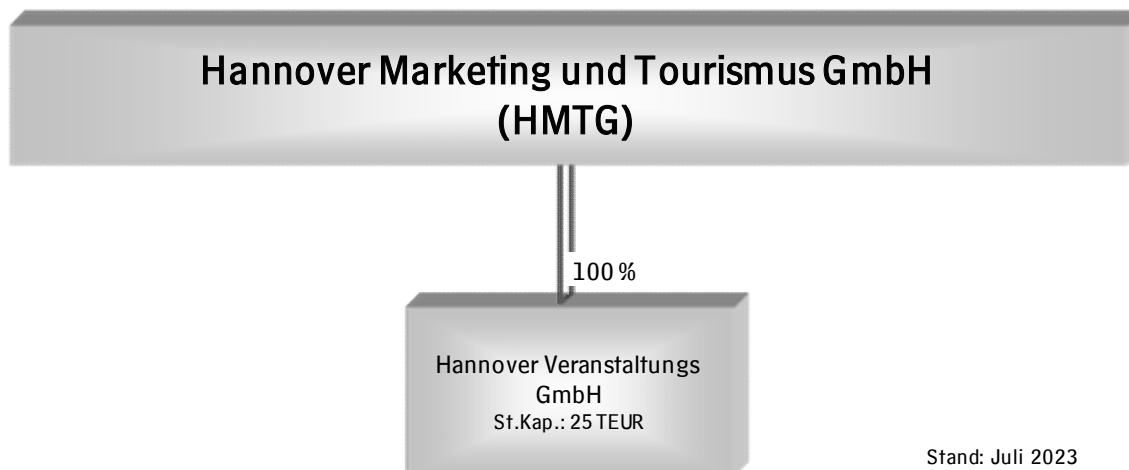 Hannover Marketing und Tourismus GmbH
(HMTG)
100 %
Hannover Veranstaltungs
GmbH
St.Kap.: 25 TEUR
Stand: Juli 2023